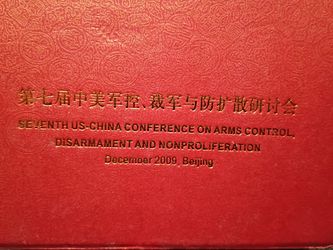 第七届中美军控、裁军与防扩散研讨会
SEVENTH US-CHINA CONFERENCE ON ARMS CONTROL,
DISARMAMENT AND NONPROLIFERATION
December 2009, Beijing